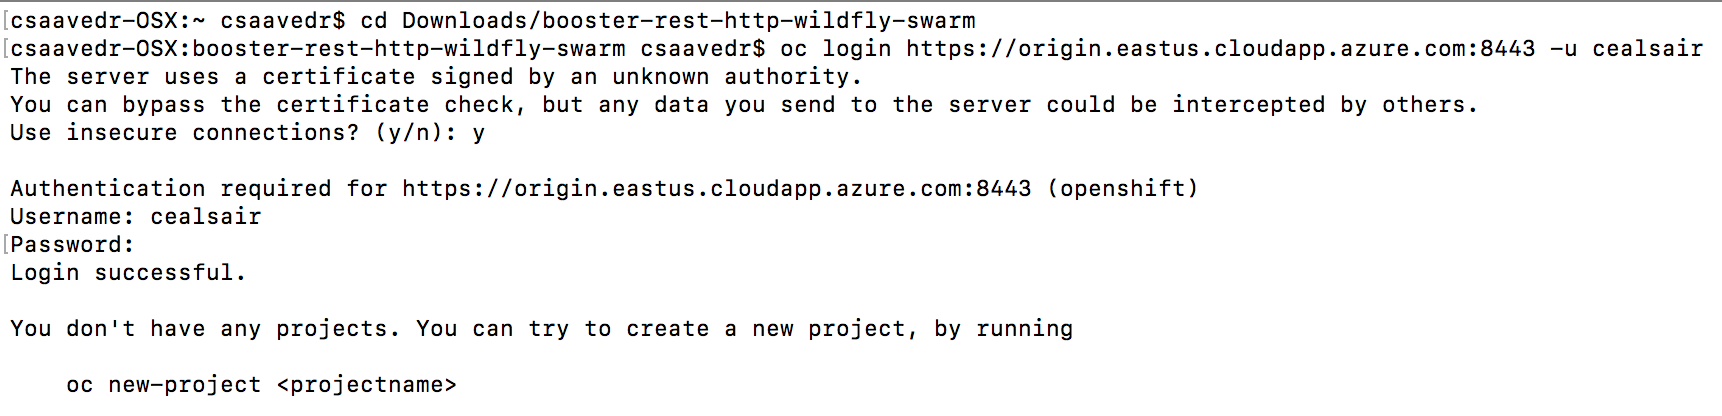 [csaavedr-OSX:~ csaavedr$ cd Downloads/booster-rest-http-wildfly-swarm
[csaavedr-OSX:booster-rest-http-wildfly-swarm csaavedr$ oc login https://origin.eastus.cloudapp.azure.com:8443 -u cealsair
The server uses a certificate signed by an unknown authority.
You can bypass the certificate check, but any data you send to the server could be intercepted by others.
Use insecure connections? (y/n): y
Authentication required for https://origin.eastus.cloudapp.azure.com:8443 (openshift)
Username: cealsair
[Password:
Login successful.
You don't have any projects. You can try to create a new project, by running
oc new-project <projectname>